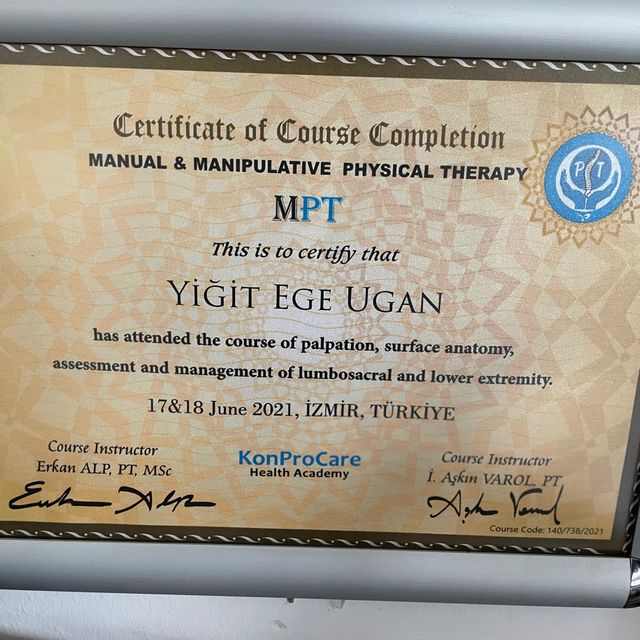 Certificate of Course Completion
MANUAL & MANIPULATIVE PHYSICAL THERAPY
MPT
P T
This is to certify that
YİĞİT EGE UGAN
has attended the course of palpation, surface anatomy,
assessment and management of lumbosacral and lower extremity.
17&18 June 2021, İZMİR, TÜRKİYE
Course Instructor
Erkan ALP, PT, MSc
KonProCare
Health Academy
Course Instructor
İ. Aşkın VAROL, PT
Course Code: 140/738/2021